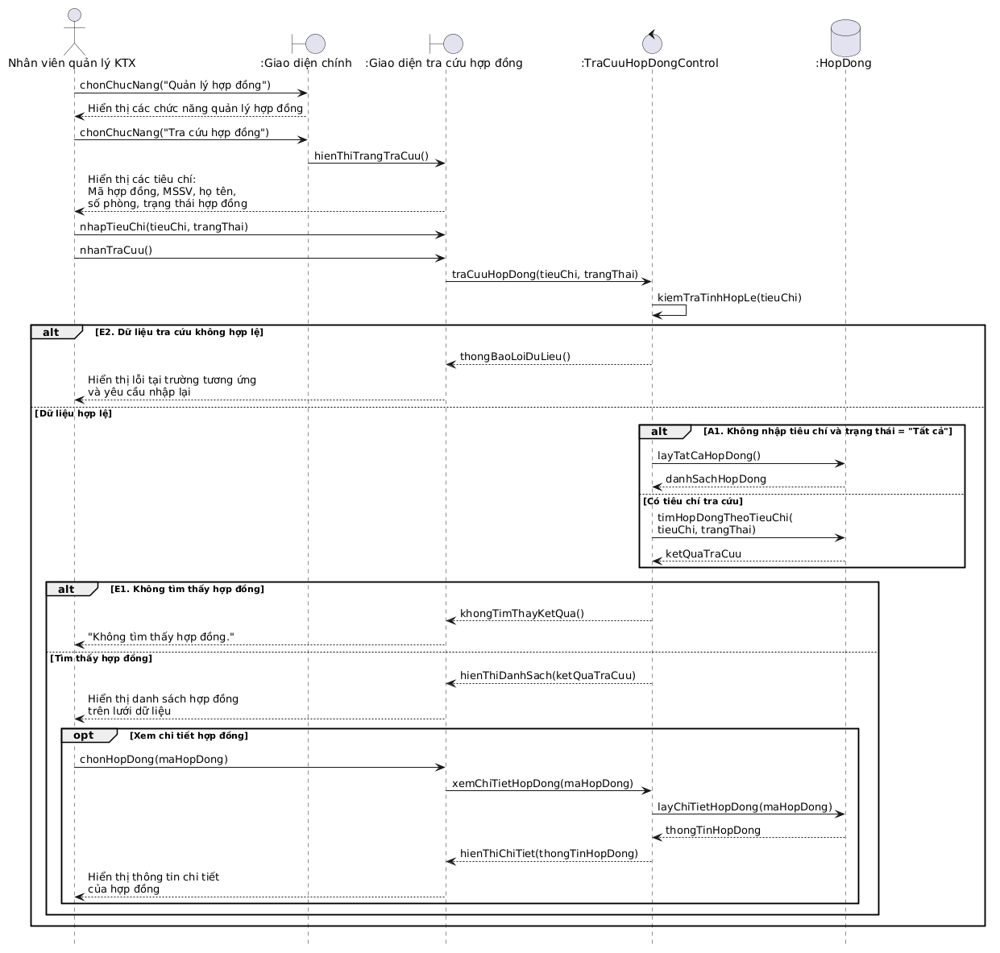 Nhân viên quản lý KTX
:Giao diện chính
:Giao diện tra cứu hợp đồng
:TraCuuHopDongControl
:HopDong
chonChucNang("Quản lý hợp đồng")
Hiển thị các chức năng quản lý hợp đồng
chonChucNang("Tra cứu hợp đồng")
hienThiTrangTraCuu()
Hiển thị các tiêu chí:
Mã hợp đồng, MSSV, họ tên,
số phòng, trạng thái hợp đồng
nhapTieuChi(tieuChi, trangThai)
nhanTraCuu()
traCuuHopDong(tieuChi, trangThai)
kiemTraTinhHopLe(tieuChi)
alt [E2. Dữ liệu tra cứu không hợp lệ]
thongBaoLoiDuLieu()
Hiển thị lỗi tại trường tương ứng
và yêu cầu nhập lại
[Dữ liệu hợp lệ]
alt [A1. Không nhập tiêu chí và trạng thái = "Tất cả"]
layTatCaHopDong()
danhSachHopDong
[Có tiêu chí tra cứu]
timHopDongTheoTieuChi(
tieuChi, trangThai)
ketQuaTraCuu
alt [E1. Không tìm thấy hợp đồng]
khongTimThayKetQua()
"Không tìm thấy hợp đồng."
[Tìm thấy hợp đồng]
hienThiDanhSach(ketQuaTraCuu)
Hiển thị danh sách hợp đồng
trên lưới dữ liệu
opt [Xem chi tiết hợp đồng]
chonHopDong(maHopDong)
xemChiTietHopDong(maHopDong)
layChiTietHopDong(maHopDong)
thongTinHopDong
hienThiChiTiet(thongTinHopDong)
Hiển thị thông tin chi tiết
của hợp đồng